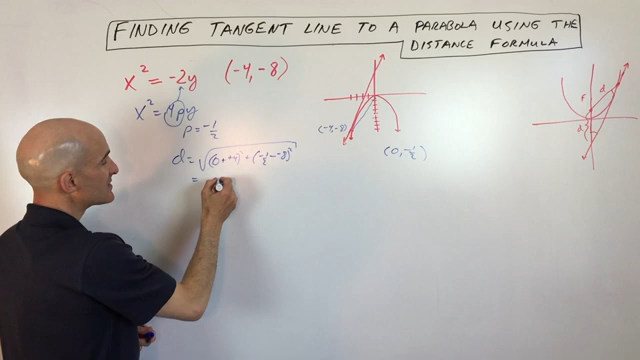 FINDING TANGENT LINE TO A PARABOLA USING THE
DISTANCE FORMULA
x² = -2y (-4,-8)
x² = 4py
p = -1/2
d = √(0+4)² + (-1/2 - -8)²
=
(-4,-8)
(0, -1/2)
F
d
d